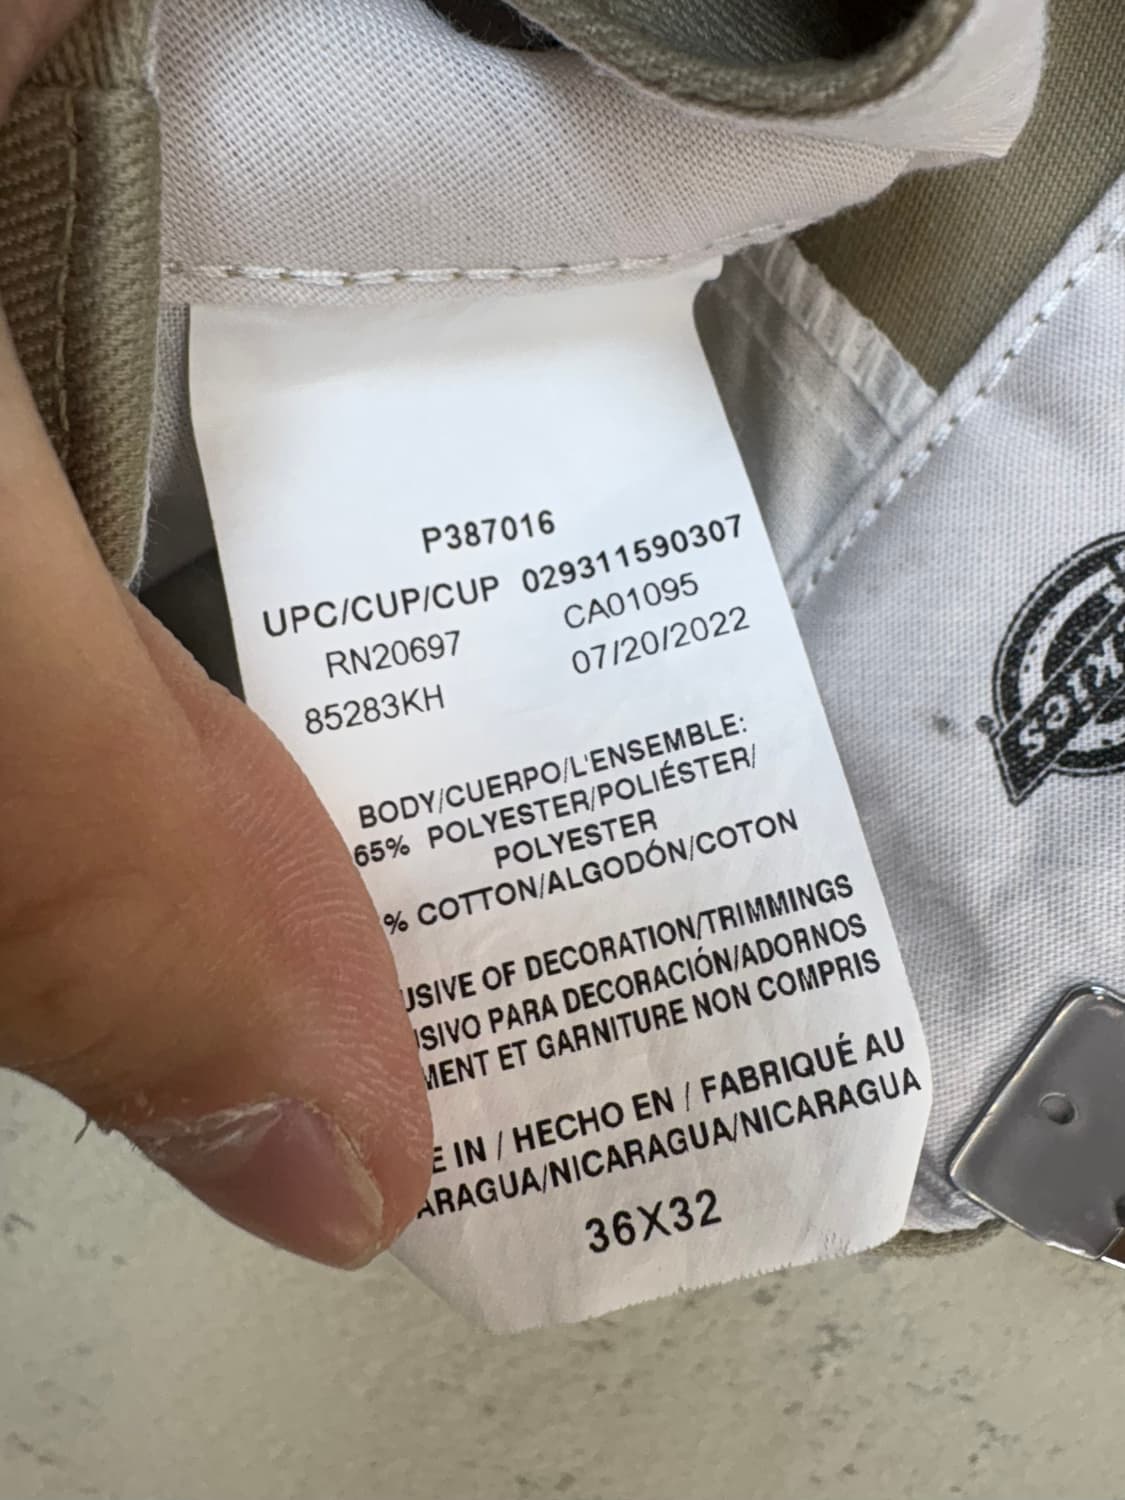 P387016
UPC/CUP/CUP 029311590307
RN20697 CA01095
85283KH 07/20/2022
BODY/CUERPO/L'ENSEMBLE:
65% POLYESTER/POLIÉSTER/
POLYESTER
% COTTON/ALGODÓN/COTON
USIVE OF DECORATION/TRIMMINGS
SIVO PARA DECORACIÓN/ADORNOS
MENT ET GARNITURE NON COMPRIS
E IN / HECHO EN / FABRIQUÉ AU
ARAGUA/NICARAGUA/NICARAGUA
36X32